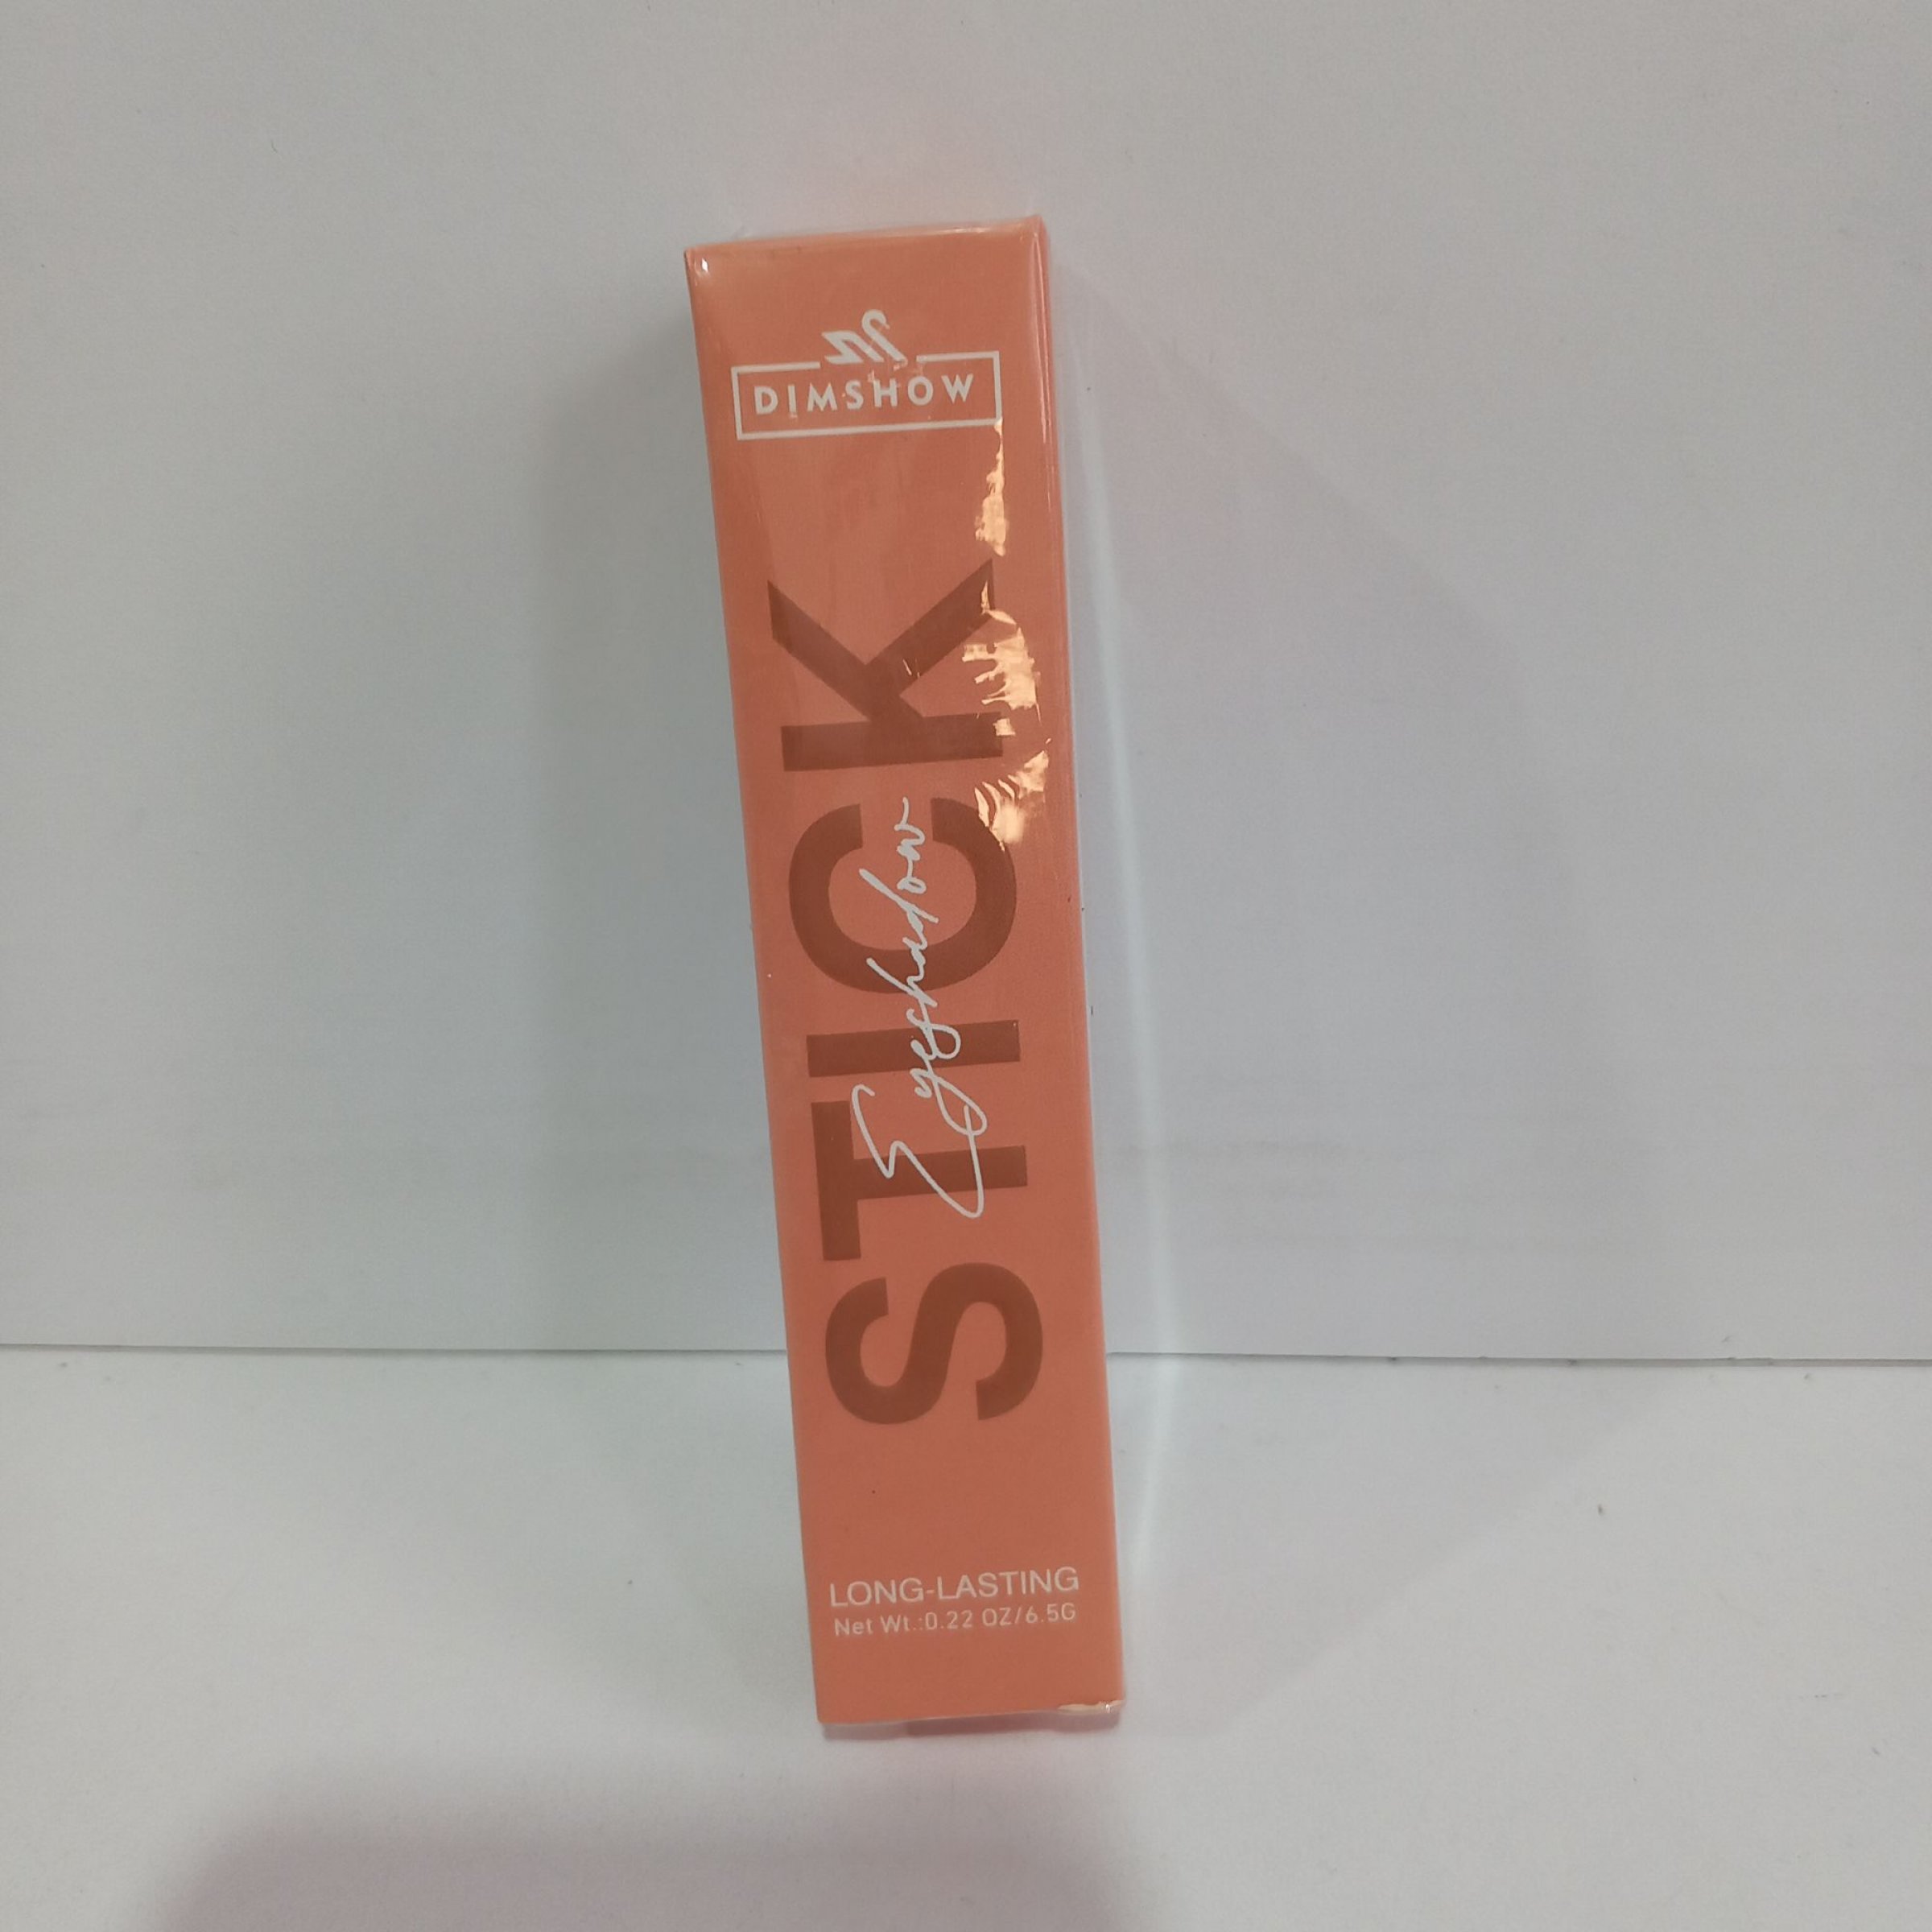 DIMSHOW
STICK
Eyeshadow
LONG-LASTING
Net Wt.:0.22 OZ/6.5G